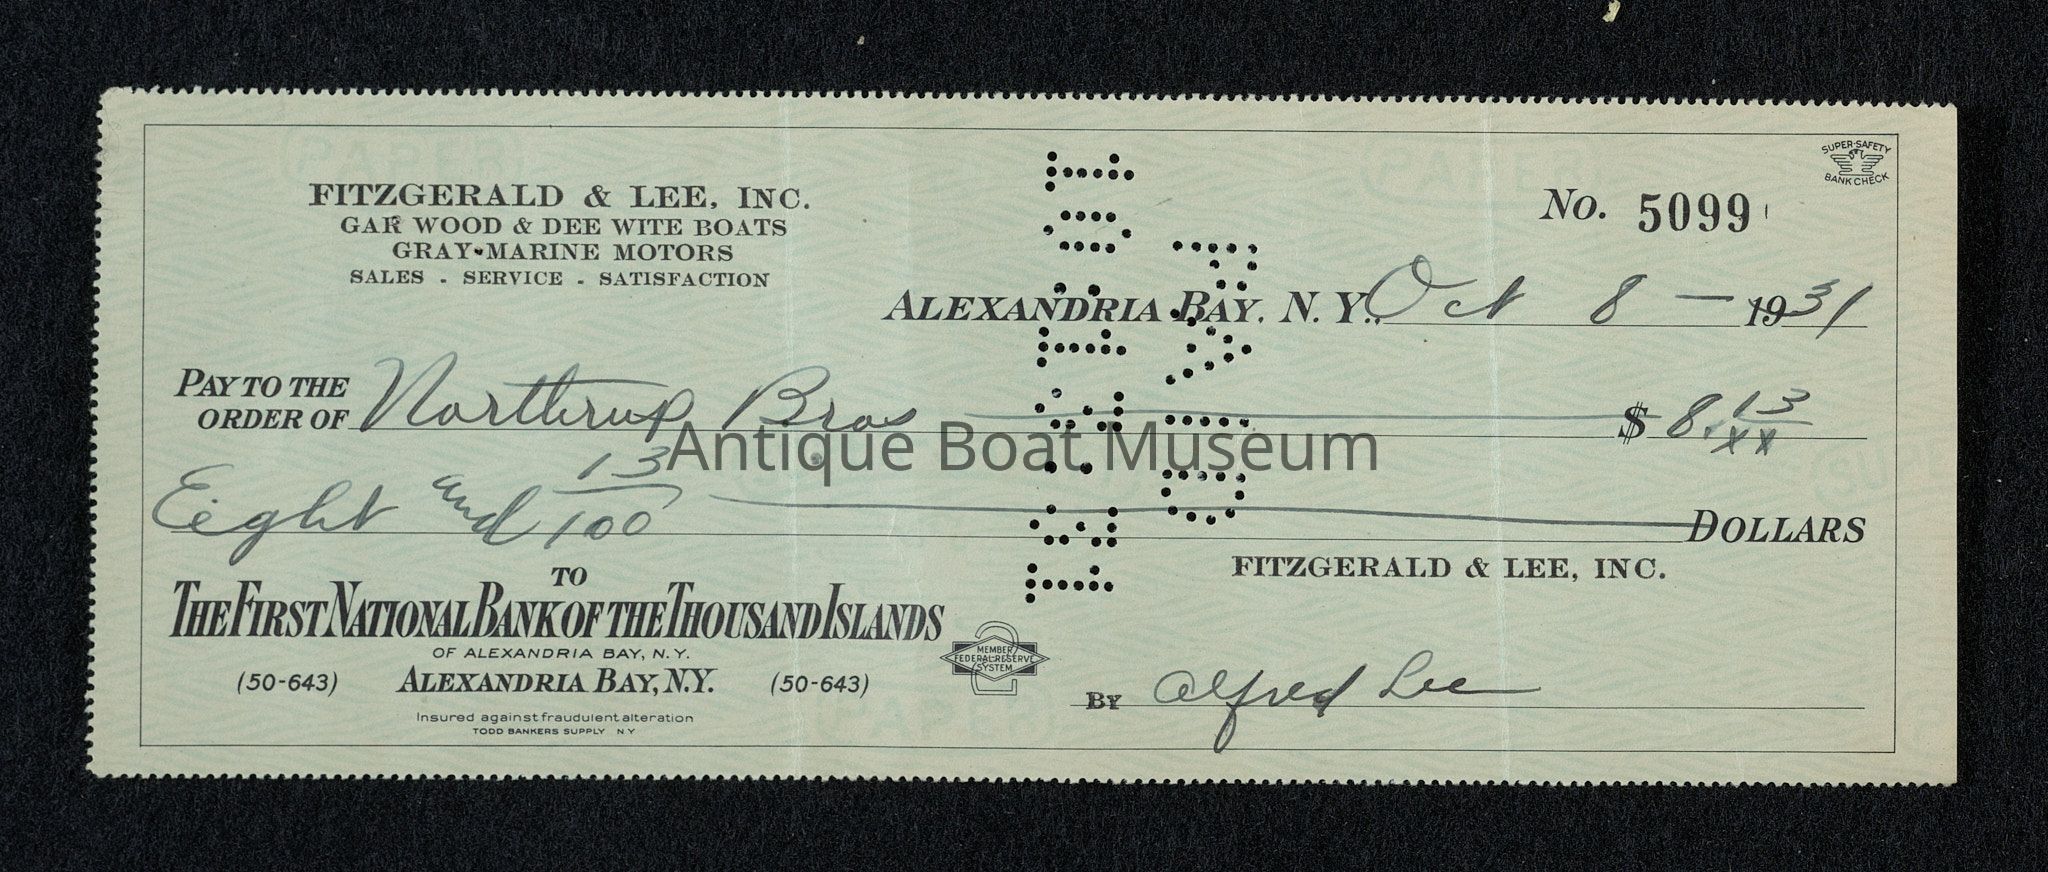 SUPER-SAFETY
BANK CHECK
FITZGERALD & LEE, INC.
GAR WOOD & DEE WITE BOATS
GRAY-MARINE MOTORS
SALES . SERVICE . SATISFACTION
No. 5099
ALEXANDRIA BAY, N. Y., Oct 8 — 1931
PAY TO THE
ORDER OF Northrup Bros $ 8.13/xx
Antique Boat Museum
Eight and 13/100 DOLLARS
FITZGERALD & LEE, INC.
TO
THE FIRST NATIONAL BANK OF THE THOUSAND ISLANDS
OF ALEXANDRIA BAY, N.Y.
(50-643) ALEXANDRIA BAY, N.Y. (50-643)
MEMBER
FEDERAL RESERVE
SYSTEM
2
BY Alfred Lee
Insured against fraudulent alteration
TODD BANKERS SUPPLY N Y